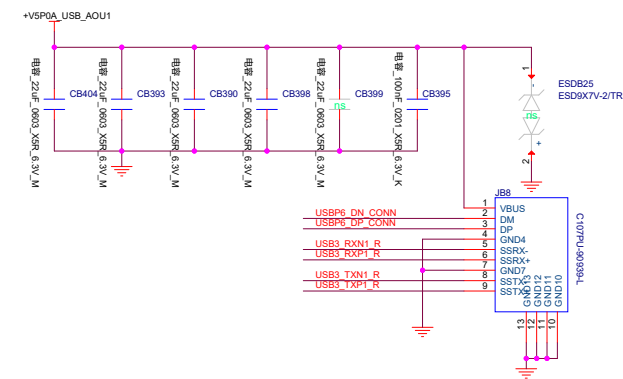 +V5P0A_USB_AOU1
电容_22uF_0603_X5R_6.3V_M
CB404
电容_22uF_0603_X5R_6.3V_M
CB393
电容_22uF_0603_X5R_6.3V_M
CB390
电容_22uF_0603_X5R_6.3V_M
CB398
电容_22uF_0603_X5R_6.3V_M
ns
CB399
电容_100nF_0201_X5R_6.3V_K
CB395
1
ESDB25
ESD9X7V-2/TR
ns
2
JB8
C107PU-90939-L
1 VBUS
USBP6_DN_CONN 2 DM
USBP6_DP_CONN 3 DP
4 GND4
USB3_RXN1_R 5 SSRX-
USB3_RXP1_R 6 SSRX+
7 GND7
USB3_TXN1_R 8 SSTX-
USB3_TXP1_R 9 SSTX
GND13
GND12
GND11
GND10
13
12
11
10